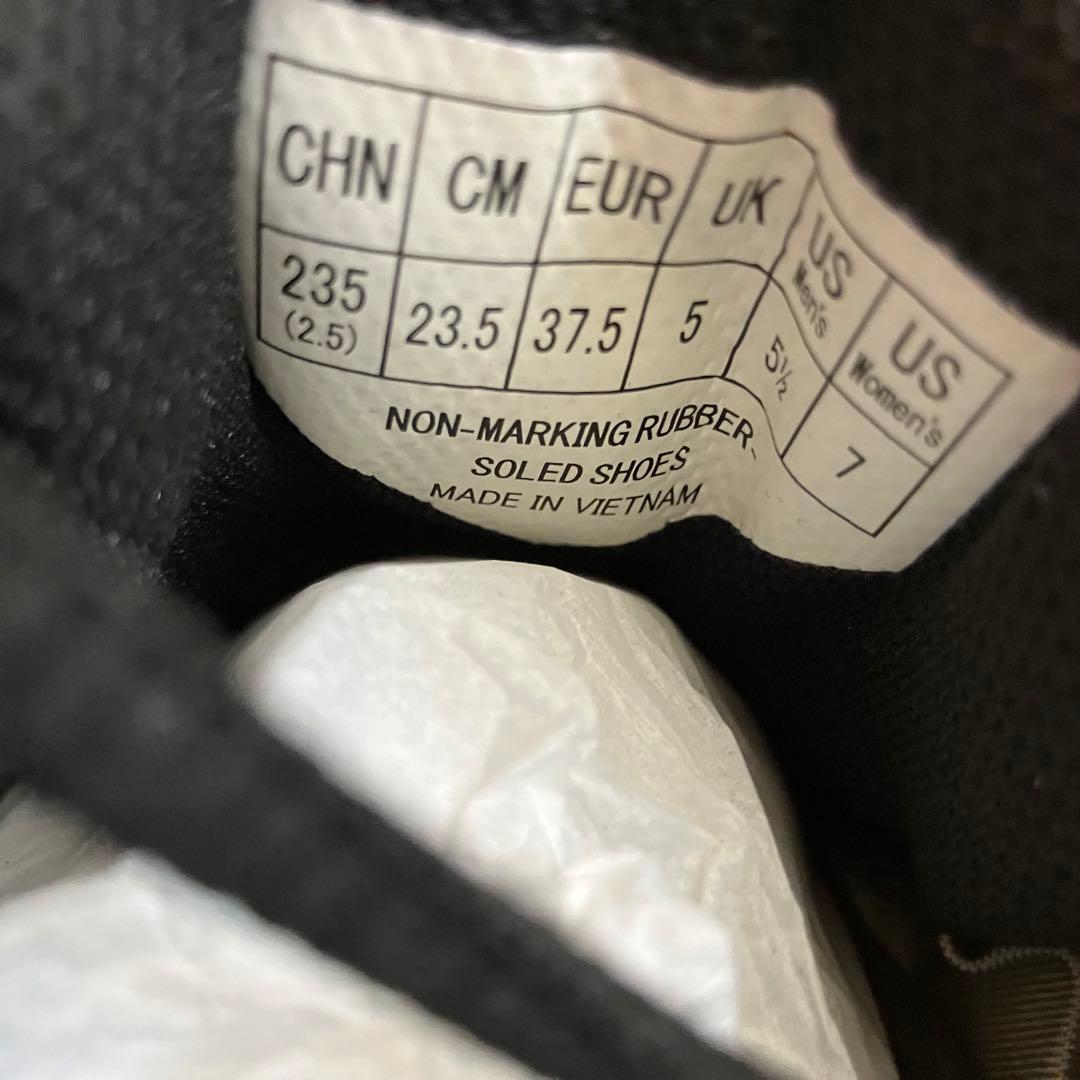 CHN CM EUR UK US Men's US Women's
235 (2.5) 23.5 37.5 5 5½ 7
NON-MARKING RUBBER-
SOLED SHOES
MADE IN VIETNAM